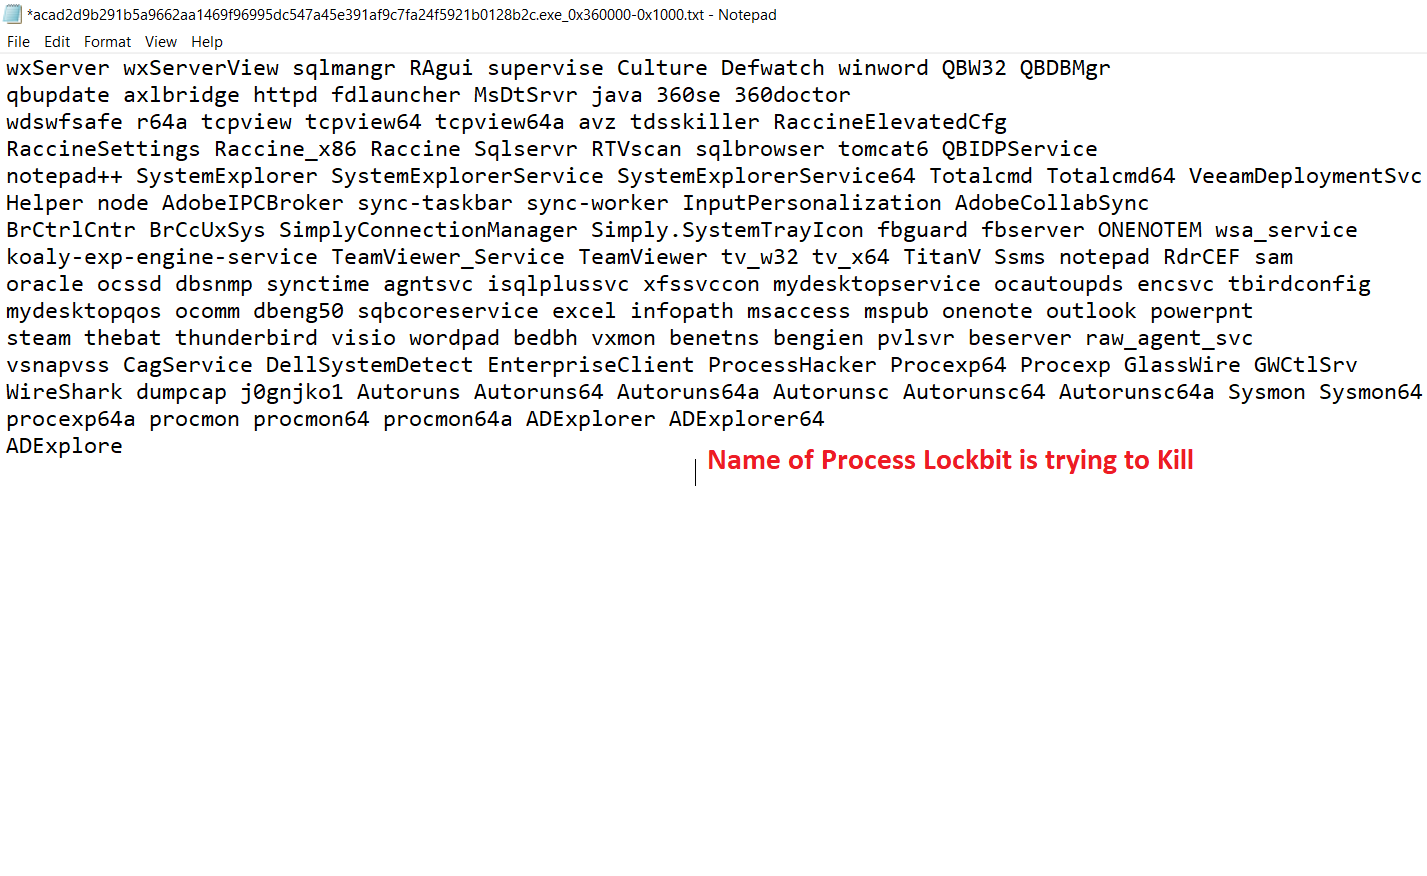 *acad2d9b291b5a9662aa1469f96995dc547a45e391af9c7fa24f5921b0128b2c.exe_0x360000-0x1000.txt - Notepad
File Edit Format View Help
wxServer wxServerView sqlmangr RAgui supervise Culture Defwatch winword QBW32 QBDBMgr
qbupdate axlbridge httpd fdlauncher MsDtSrvr java 360se 360doctor
wdswfsafe r64a tcpview tcpview64 tcpview64a avz tdsskiller RaccineElevatedCfg
RaccineSettings Raccine_x86 Raccine Sqlservr RTVscan sqlbrowser tomcat6 QBIDPService
notepad++ SystemExplorer SystemExplorerService SystemExplorerService64 Totalcmd Totalcmd64 VeeamDeploymentSvc
Helper node AdobeIPCBroker sync-taskbar sync-worker InputPersonalization AdobeCollabSync
BrCtrlCntr BrCcUxSys SimplyConnectionManager Simply.SystemTrayIcon fbguard fbserver ONENOTEM wsa_service
koaly-exp-engine-service TeamViewer_Service TeamViewer tv_w32 tv_x64 TitanV Ssms notepad RdrCEF sam
oracle ocssd dbsnmp synctime agntsvc isqlplussvc xfssvccon mydesktopservice ocautoupds encsvc tbirdconfig
mydesktopqos ocomm dbeng50 sqbcoreservice excel infopath msaccess mspub onenote outlook powerpnt
steam thebat thunderbird visio wordpad bedbh vxmon benetns bengien pvlsvr beserver raw_agent_svc
vsnapvss CagService DellSystemDetect EnterpriseClient ProcessHacker Procexp64 Procexp GlassWire GWCtlSrv
WireShark dumpcap j0gnjko1 Autoruns Autoruns64 Autoruns64a Autorunsc Autorunsc64 Autorunsc64a Sysmon Sysmon64
procexp64a procmon procmon64 procmon64a ADExplorer ADExplorer64
ADExplore
Name of Process Lockbit is trying to Kill